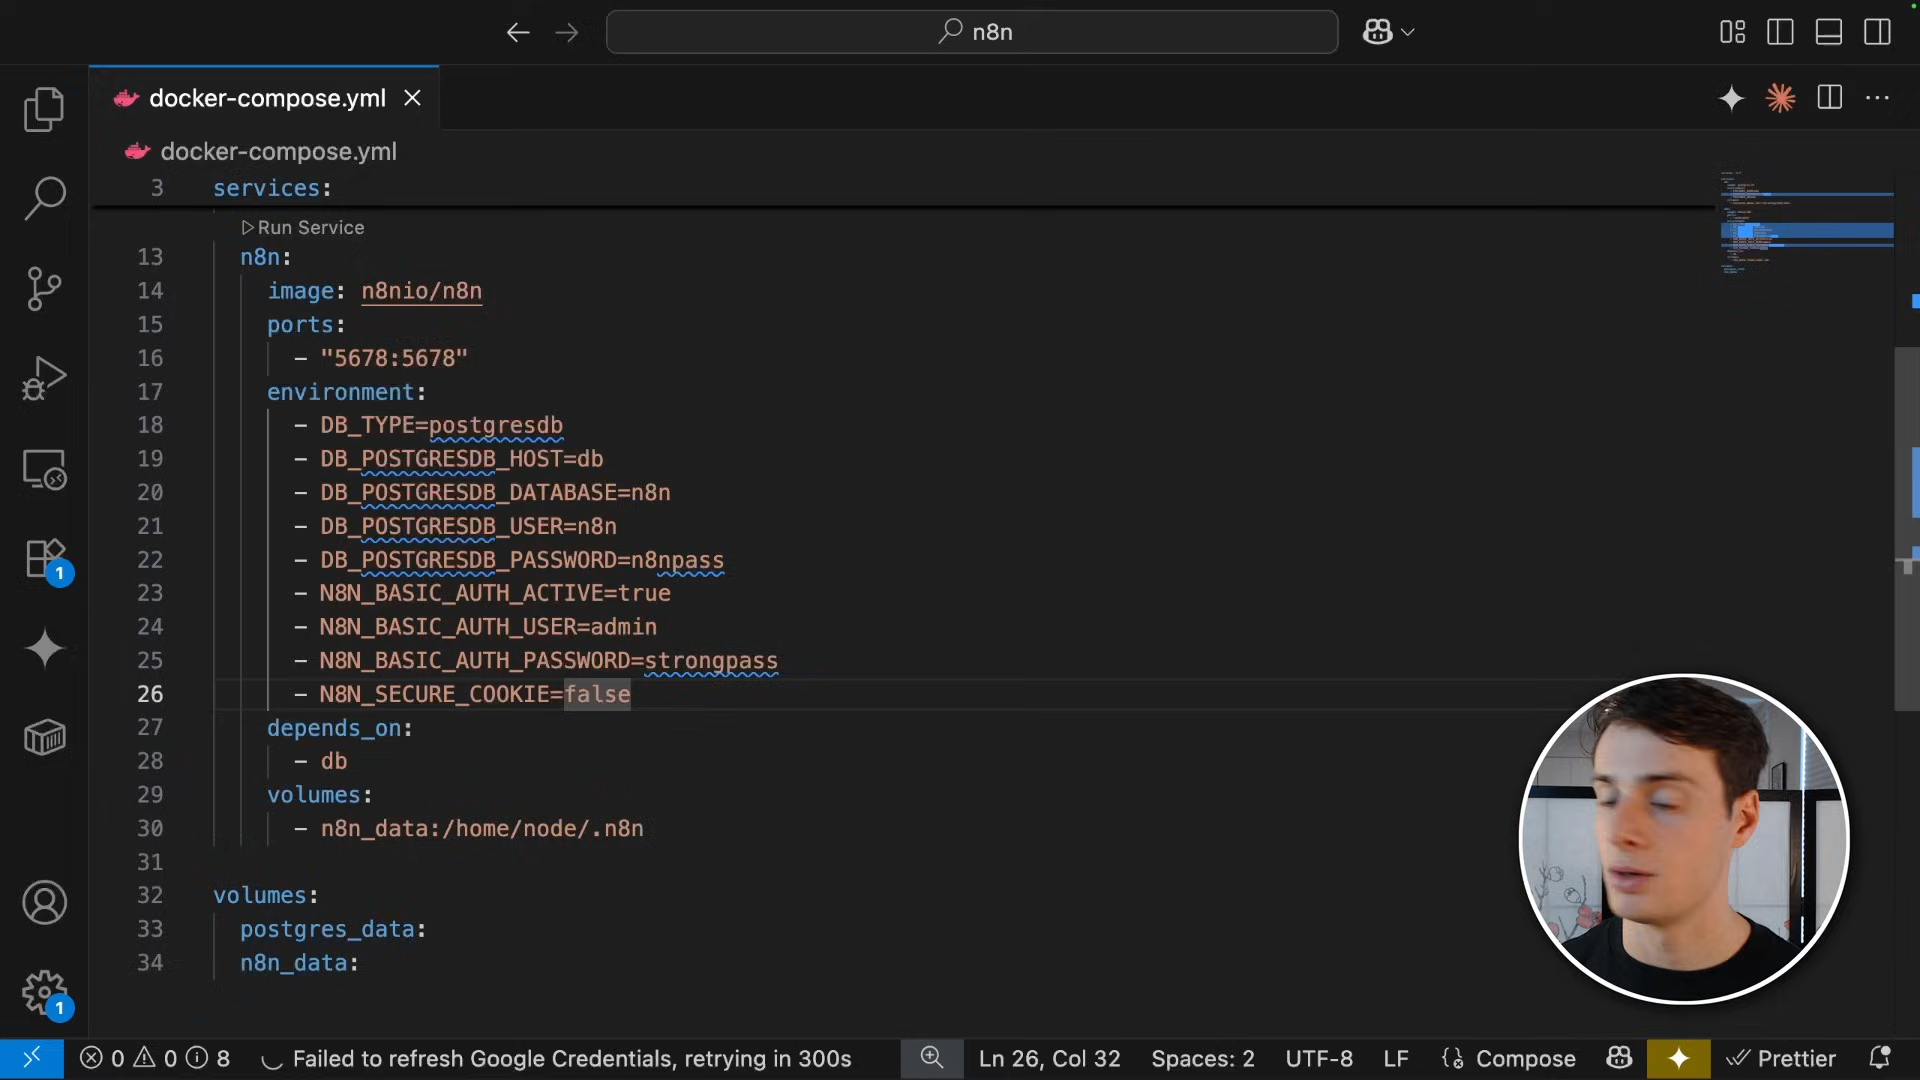 n8n
docker-compose.yml
docker-compose.yml
3 services:
Run Service
13 n8n:
14 image: n8nio/n8n
15 ports:
16 - "5678:5678"
17 environment:
18 - DB_TYPE=postgresdb
19 - DB_POSTGRESDB_HOST=db
20 - DB_POSTGRESDB_DATABASE=n8n
21 - DB_POSTGRESDB_USER=n8n
22 - DB_POSTGRESDB_PASSWORD=n8npass
23 - N8N_BASIC_AUTH_ACTIVE=true
24 - N8N_BASIC_AUTH_USER=admin
25 - N8N_BASIC_AUTH_PASSWORD=strongpass
26 - N8N_SECURE_COOKIE=false
27 depends_on:
28 - db
29 volumes:
30 - n8n_data:/home/node/.n8n
31
32 volumes:
33 postgres_data:
34 n8n_data:
1
1
0 0 8 Failed to refresh Google Credentials, retrying in 300s Ln 26, Col 32 Spaces: 2 UTF-8 LF {} Compose Prettier